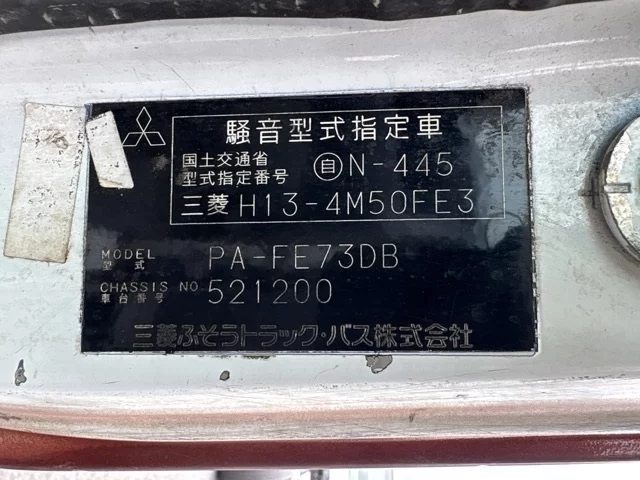 騒音型式指定車
国土交通省
型式指定番号 自N-445
三菱 H13-4M50FE3
MODEL
型式 PA-FE73DB
CHASSIS NO
車台番号 521200
三菱ふそうトラック・バス株式会社